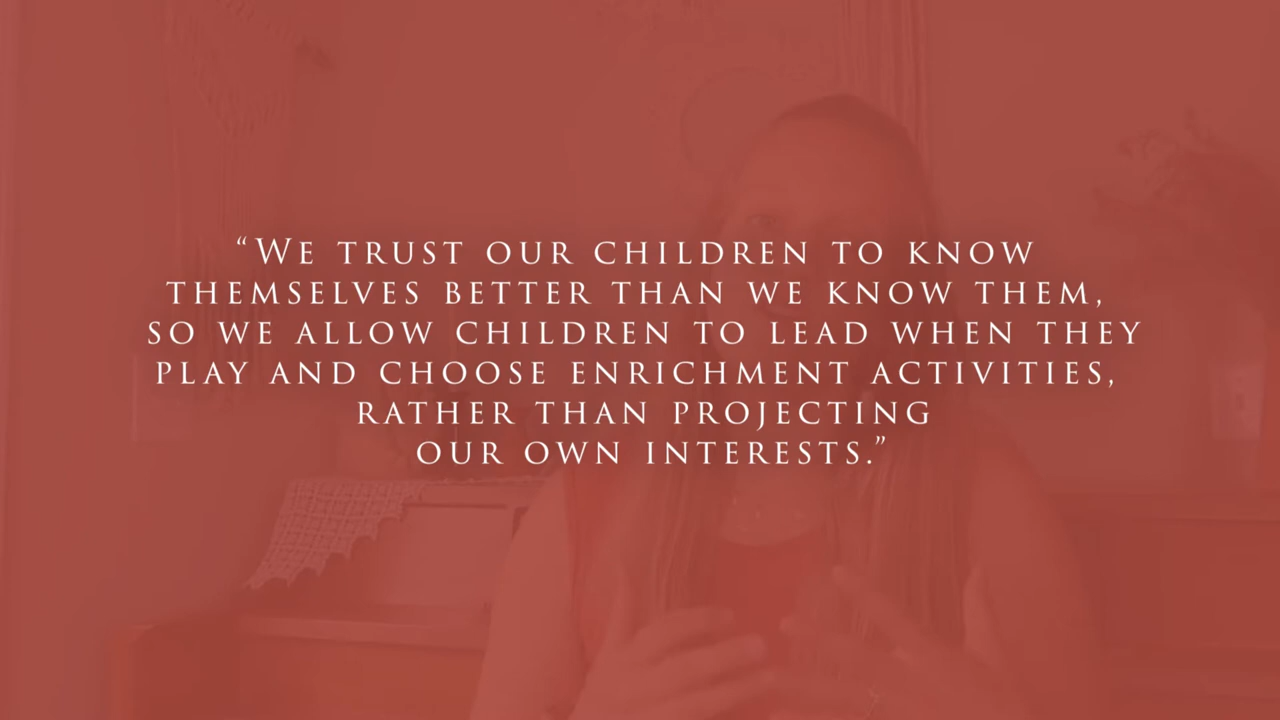 “We trust our children to know
themselves better than we know them,
so we allow children to lead when they
play and choose enrichment activities,
rather than projecting
our own interests.”